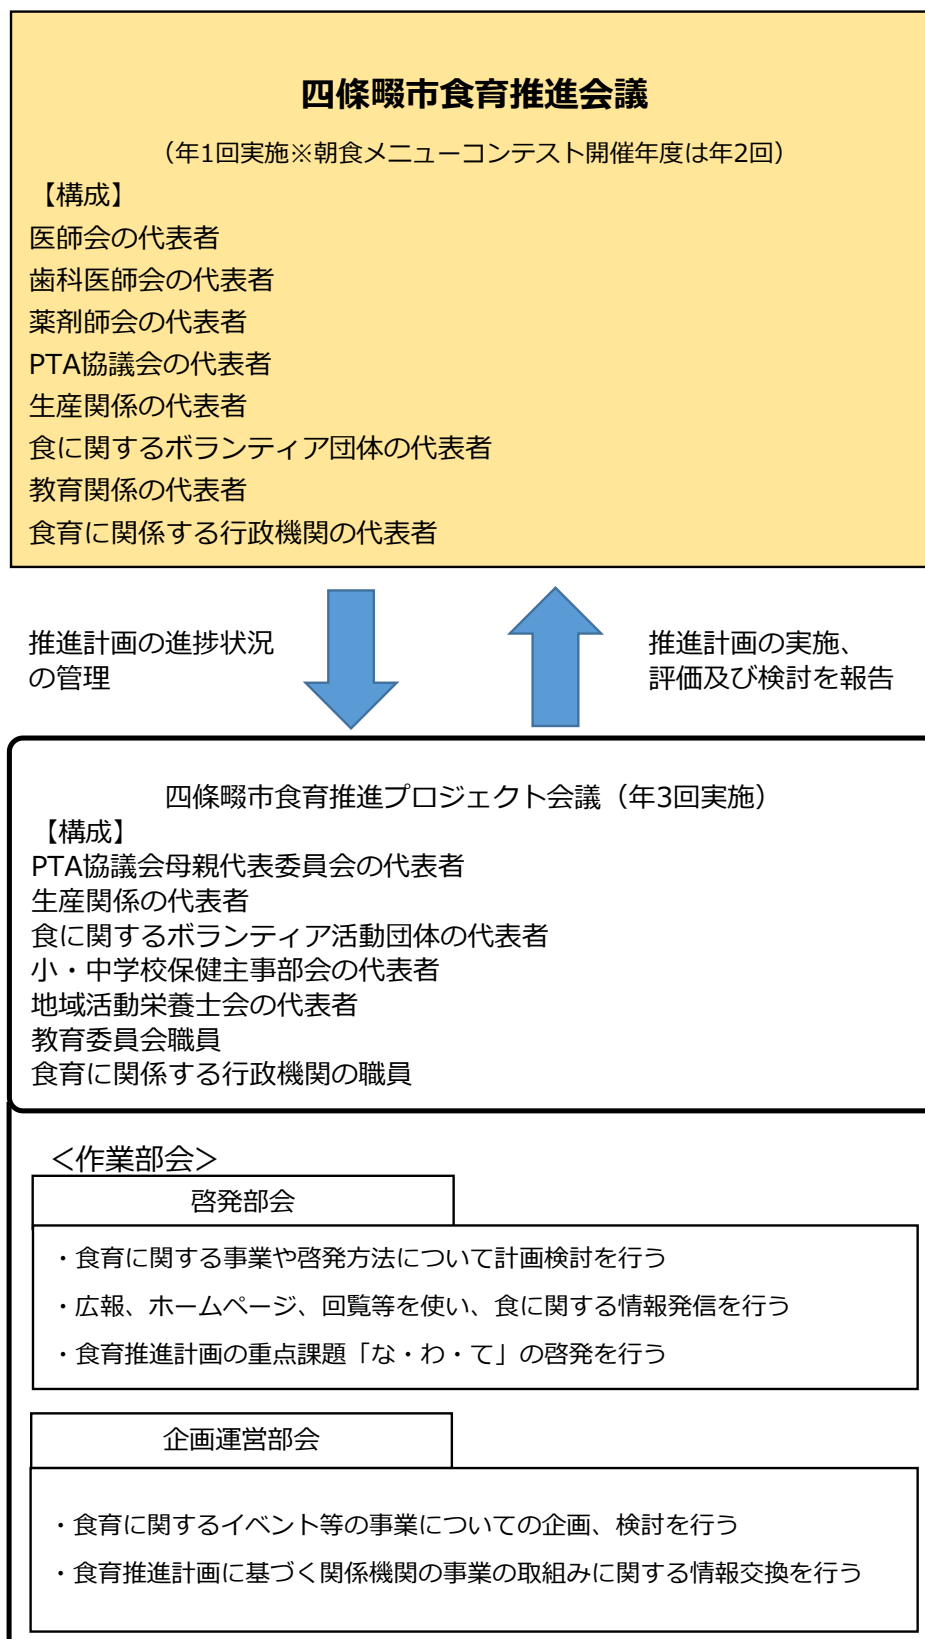 四條畷市食育推進会議
（年1回実施※朝食メニューコンテスト開催年度は年2回）
【構成】
医師会の代表者
歯科医師会の代表者
薬剤師会の代表者
PTA協議会の代表者
生産関係の代表者
食に関するボランティア団体の代表者
教育関係の代表者
食育に関係する行政機関の代表者
推進計画の進捗状況
の管理
推進計画の実施、
評価及び検討を報告
四條畷市食育推進プロジェクト会議（年3回実施）
【構成】
PTA協議会母親代表委員会の代表者
生産関係の代表者
食に関するボランティア活動団体の代表者
小・中学校保健主事部会の代表者
地域活動栄養士会の代表者
教育委員会職員
食育に関係する行政機関の職員
＜作業部会＞
啓発部会
・食育に関する事業や啓発方法について計画検討を行う
・広報、ホームページ、回覧等を使い、食に関する情報発信を行う
・食育推進計画の重点課題「な・わ・て」の啓発を行う
企画運営部会
・食育に関するイベント等の事業についての企画、検討を行う
・食育推進計画に基づく関係機関の事業の取組みに関する情報交換を行う